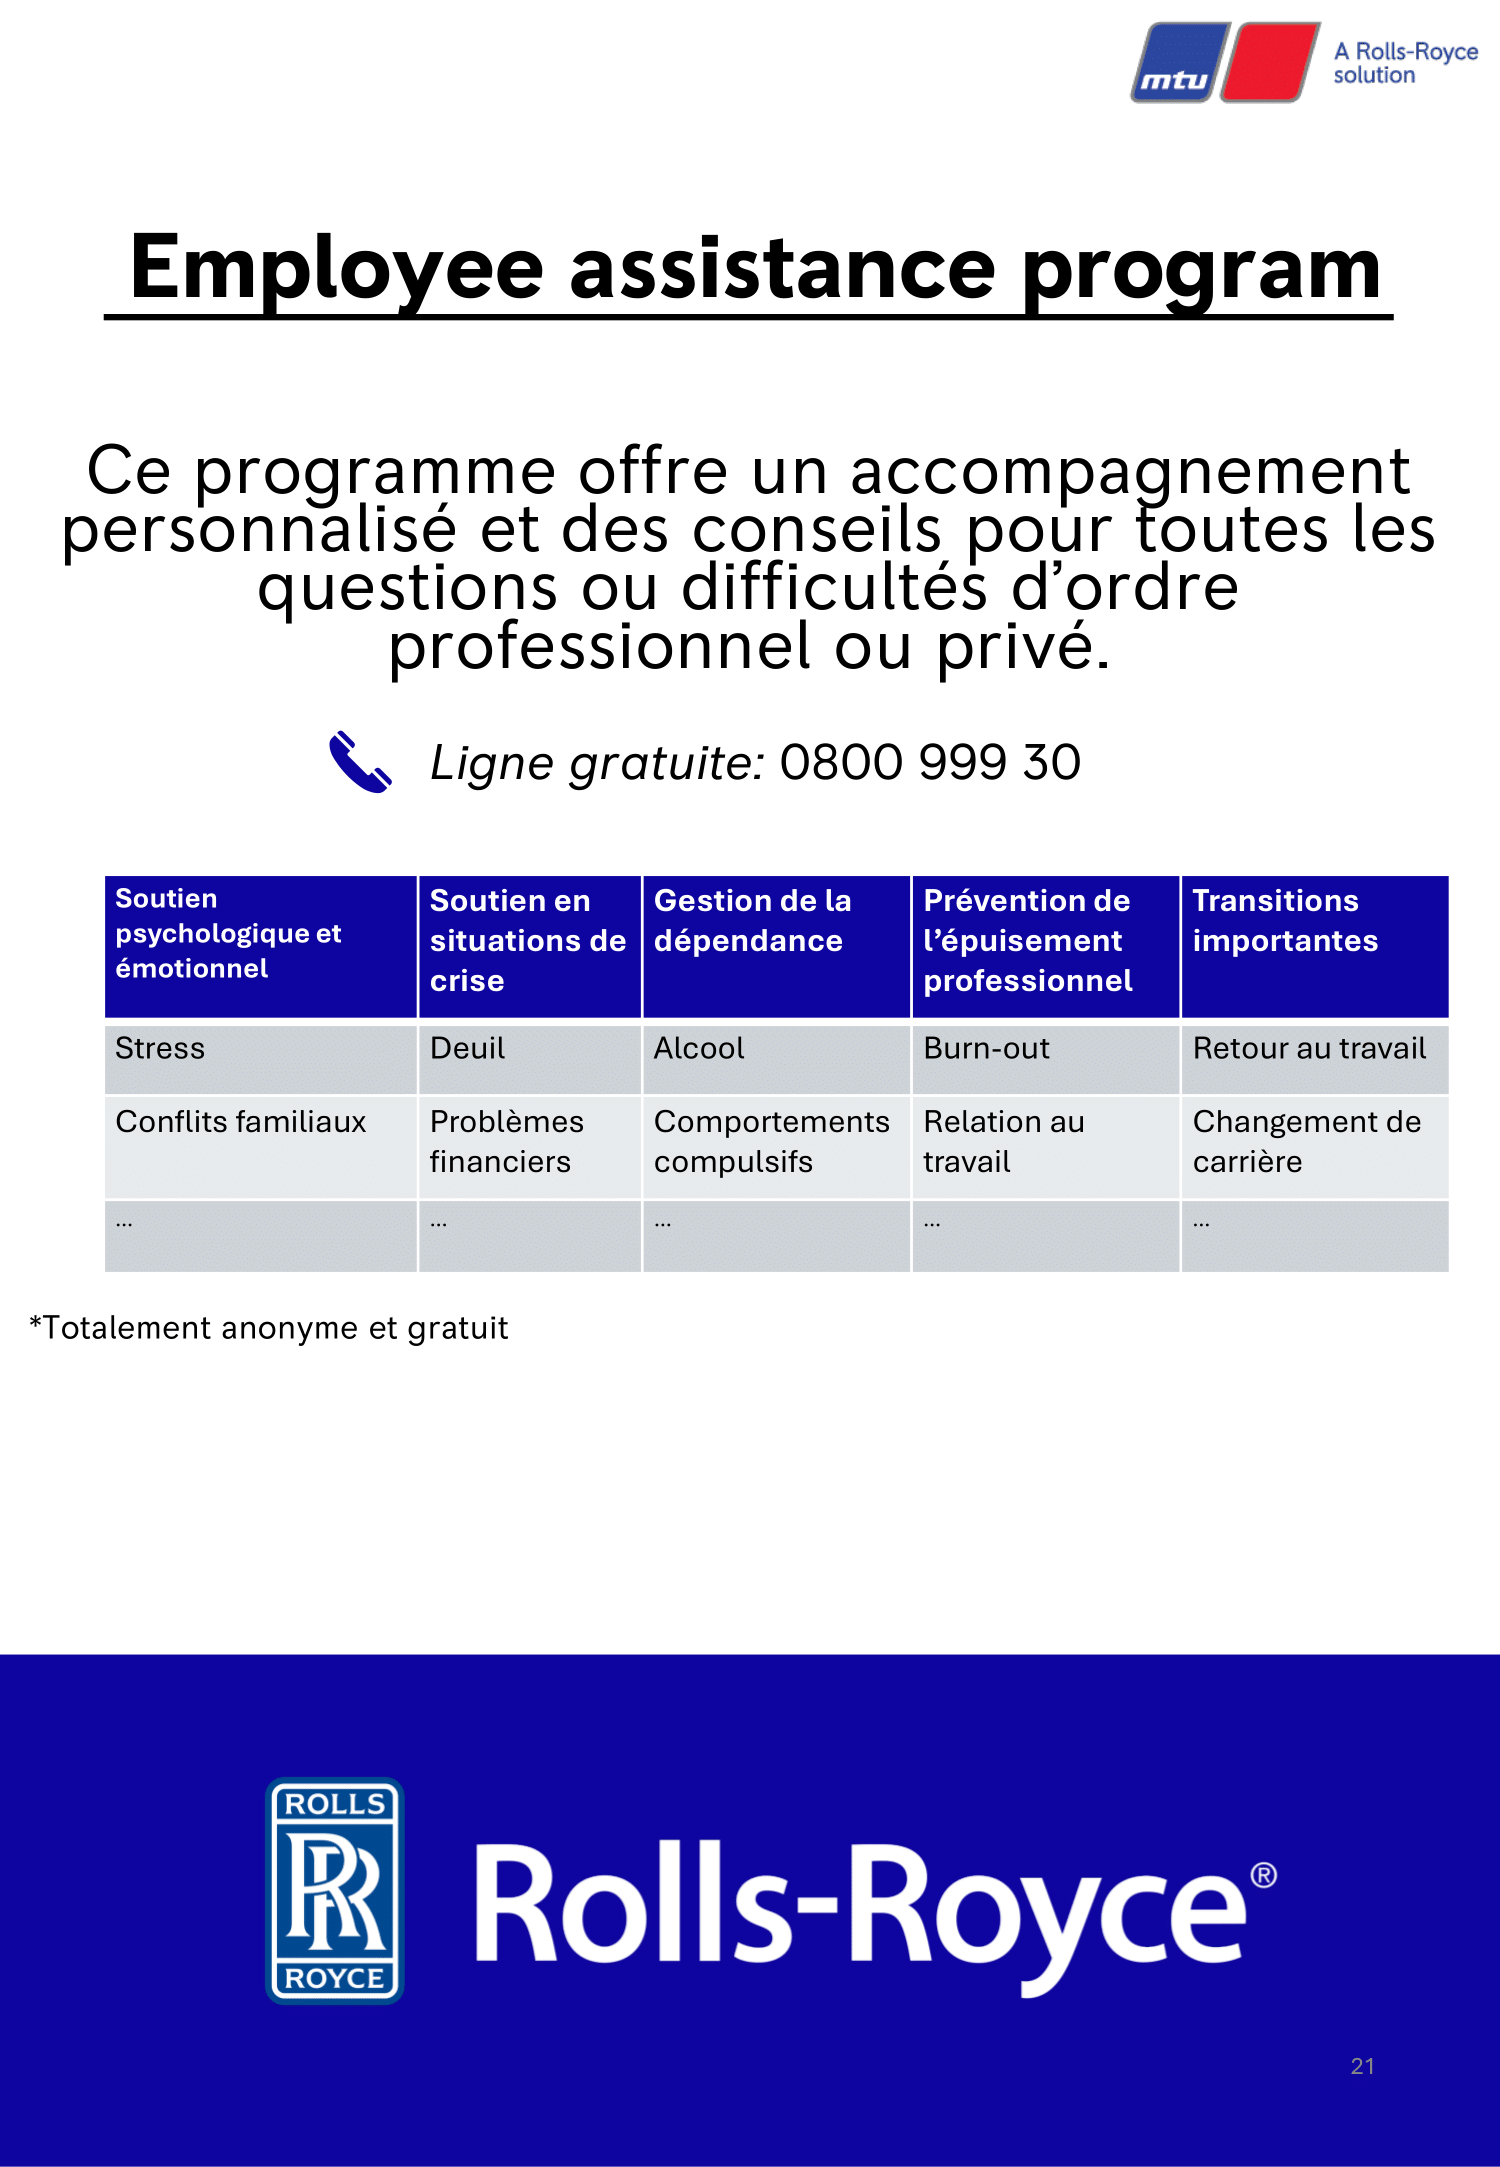 mtu
A Rolls-Royce
solution
Employee assistance program
Ce programme offre un accompagnement
personnalisé et des conseils pour toutes les
questions ou difficultés d’ordre
professionnel ou privé.
Ligne gratuite: 0800 999 30
Soutien
psychologique et
émotionnel
Soutien en
situations de
crise
Gestion de la
dépendance
Prévention de
l’épuisement
professionnel
Transitions
importantes
Stress
Deuil
Alcool
Burn-out
Retour au travail
Conflits familiaux
Problèmes
financiers
Comportements
compulsifs
Relation au
travail
Changement de
carrière
...
...
...
...
...
*Totalement anonyme et gratuit
ROLLS
RR
ROYCE
Rolls-Royce®
21